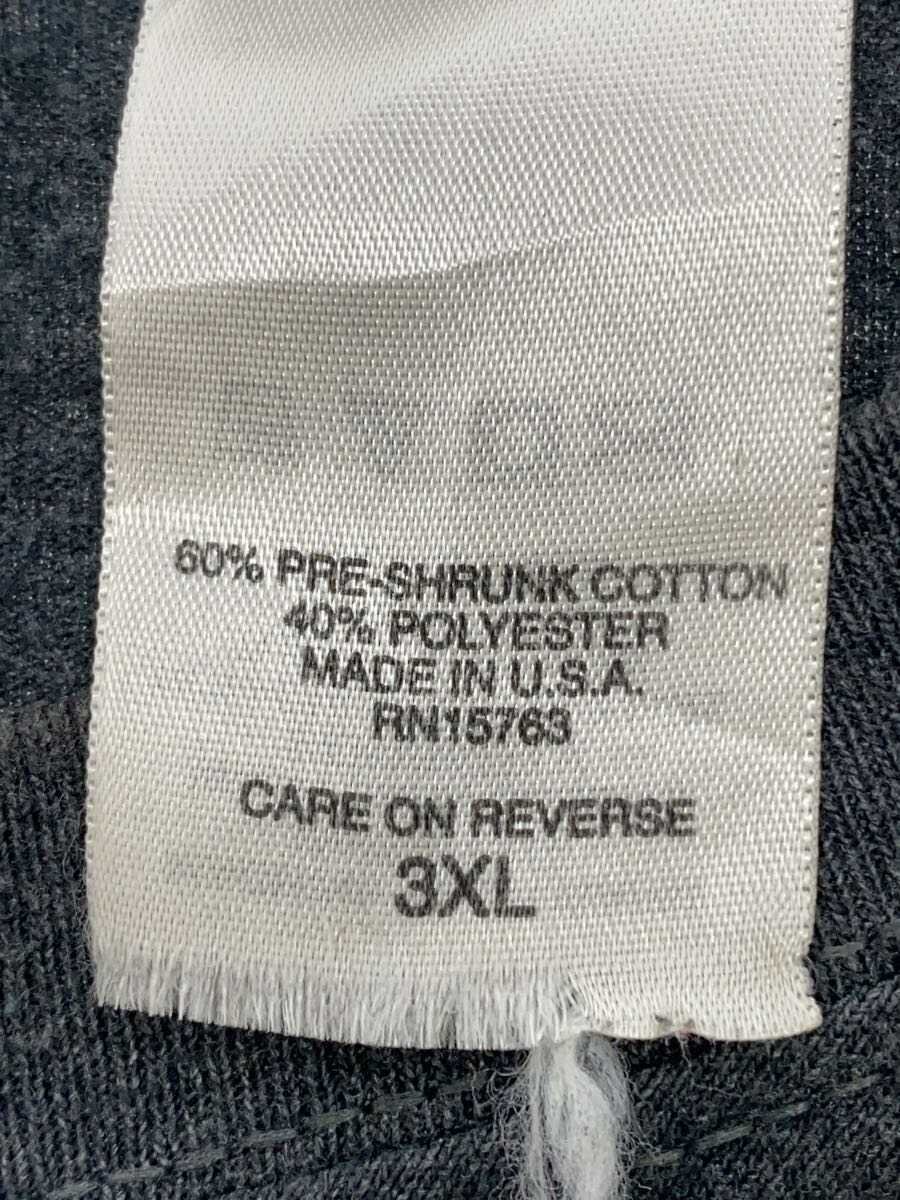 60% PRE-SHRUNK COTTON
40% POLYESTER
MADE IN U.S.A.
RN15763
CARE ON REVERSE
3XL